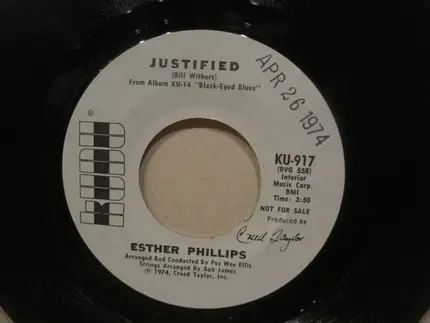 JUSTIFIED
(Bill Withers)
From Album KU-14 "Black-Eyed Blues"
APR 26 1974
KUDU
KU-917
(RVG 558)
Interior
Music Corp.
BMI
Time: 3:50
NOT FOR SALE
Produced by
Creed Taylor
ESTHER PHILLIPS
Arranged and Conducted by Pee Wee Ellis
Strings Arranged by Bob James
℗ 1974, Creed Taylor, Inc.